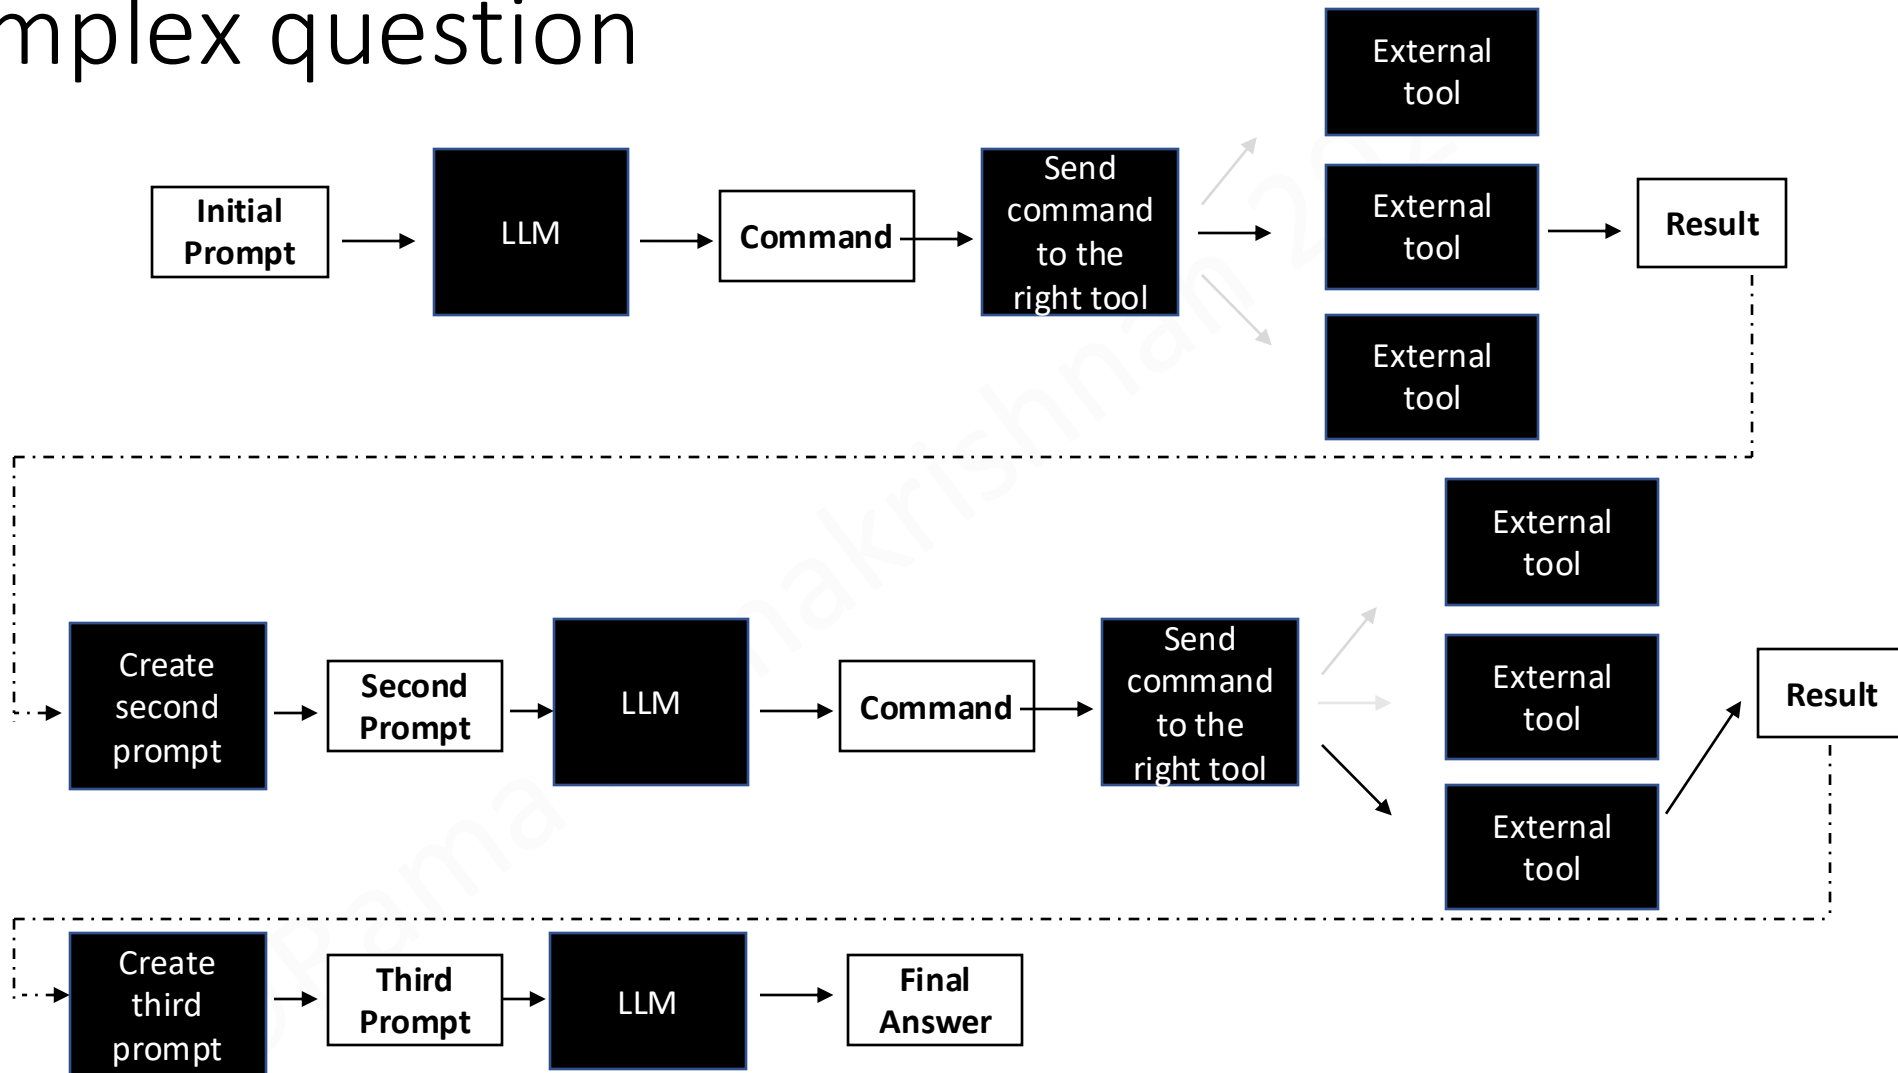 mplex question
External
tool
Initial
Prompt
LLM
Command
Send
command
to the
right tool
External
tool
Result
External
tool
External
tool
Create
second
prompt
Second
Prompt
LLM
Command
Send
command
to the
right tool
External
tool
Result
External
tool
Create
third
prompt
Third
Prompt
LLM
Final
Answer